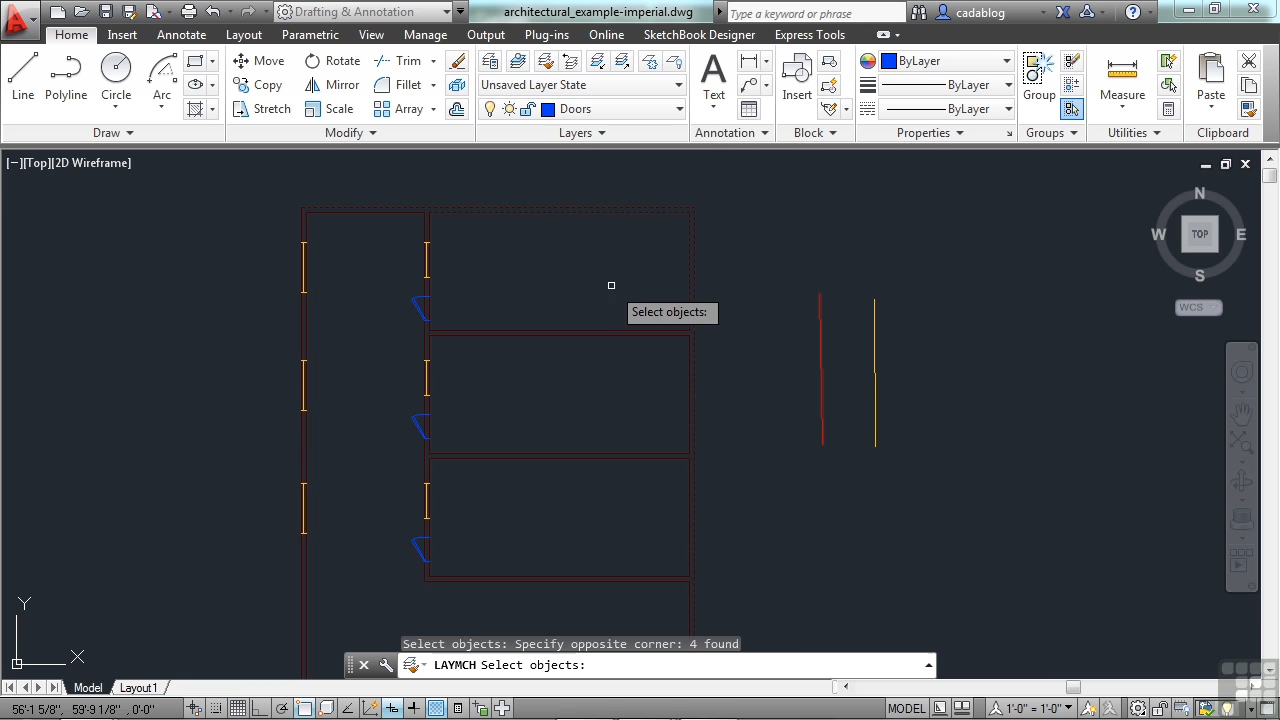 Drafting & Annotation
architectural_example-imperial.dwg
Type a keyword or phrase
cadablog
Home Insert Annotate Layout Parametric View Manage Output Plug-ins Online SketchBook Designer Express Tools
Line Polyline Circle Arc
Move Rotate Trim
Copy Mirror Fillet
Stretch Scale Array
Unsaved Layer State
Doors
Text
Insert
ByLayer
ByLayer
ByLayer
Group
Measure
Paste
Draw Modify Layers Annotation Block Properties Groups Utilities Clipboard
[−][Top][2D Wireframe]
N
W TOP E
S
WCS
Select objects:
Y
X
Select objects: Specify opposite corner: 4 found
LAYMCH Select objects:
Model Layout1
56'-1 5/8", 59'-9 1/8" , 0'-0" MODEL 1'-0" = 1'-0"